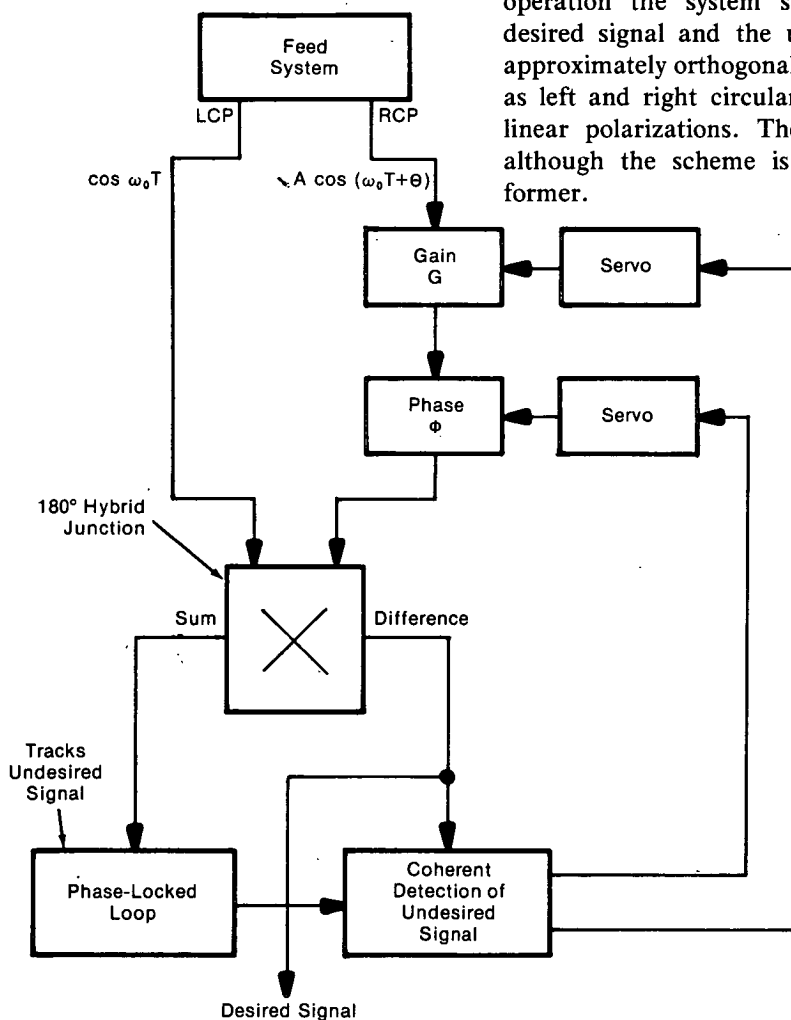 operation the system s
desired signal and the u
approximately orthogonal
as left and right circular
linear polarizations. The
although the scheme is
former.
Feed
System
LCP
RCP
cos ω₀T
A cos (ω₀T+Θ)
Gain
G
Servo
Phase
Φ
Servo
180° Hybrid
Junction
Sum
Difference
Tracks
Undesired
Signal
Phase-Locked
Loop
Coherent
Detection of
Undesired
Signal
Desired Signal